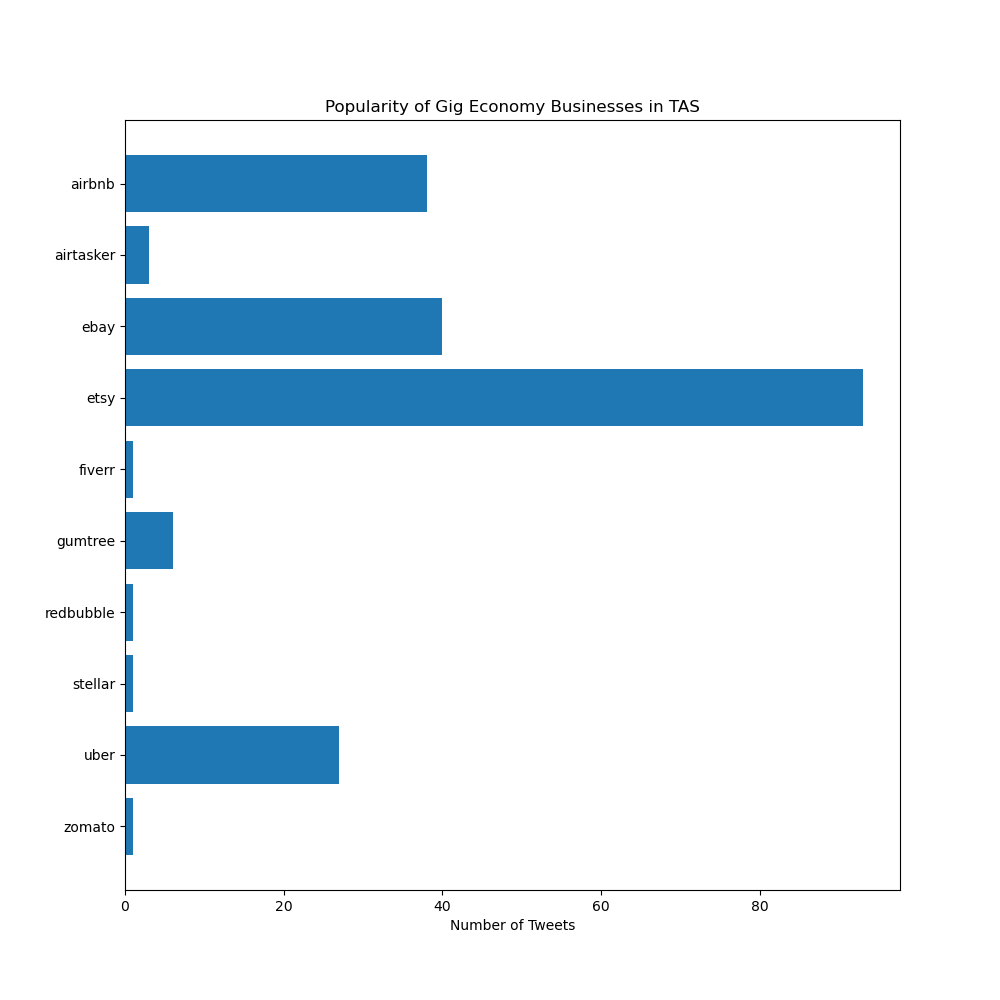 Popularity of Gig Economy Businesses in TAS
airbnb
airtasker
ebay
etsy
fiverr
gumtree
redbubble
stellar
uber
zomato
0 20 40 60 80
Number of Tweets